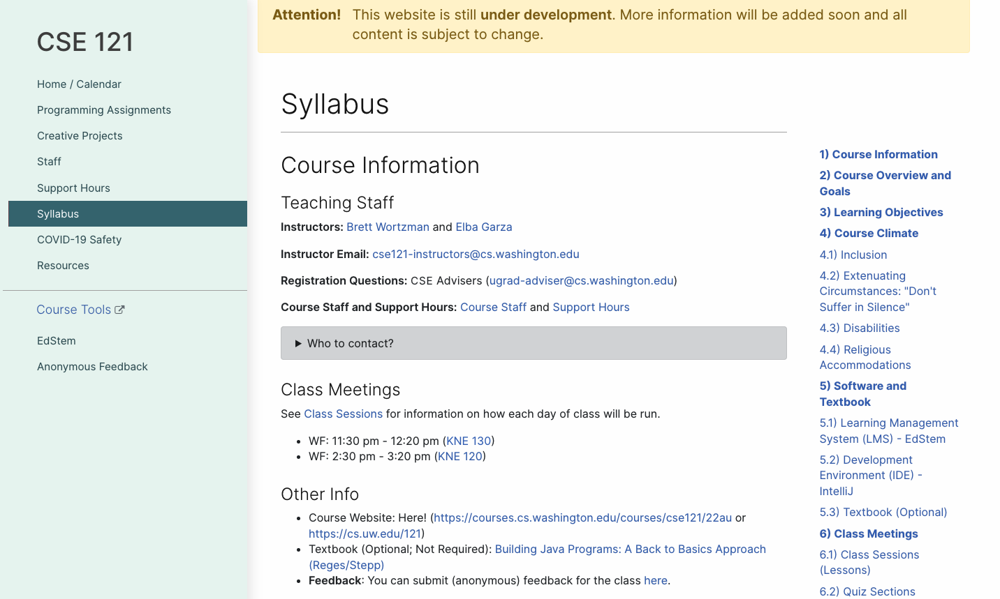 Attention! This website is still under development. More information will be added soon and all
content is subject to change.
CSE 121
Home / Calendar
Programming Assignments
Creative Projects
Staff
Support Hours
Syllabus
COVID-19 Safety
Resources
Course Tools
EdStem
Anonymous Feedback
Syllabus
Course Information
Teaching Staff
Instructors: Brett Wortzman and Elba Garza
Instructor Email: cse121-instructors@cs.washington.edu
Registration Questions: CSE Advisers (ugrad-adviser@cs.washington.edu)
Course Staff and Support Hours: Course Staff and Support Hours
▶ Who to contact?
Class Meetings
See Class Sessions for information on how each day of class will be run.
• WF: 11:30 pm - 12:20 pm (KNE 130)
• WF: 2:30 pm - 3:20 pm (KNE 120)
Other Info
• Course Website: Here! (https://courses.cs.washington.edu/courses/cse121/22au or
https://cs.uw.edu/121)
• Textbook (Optional; Not Required): Building Java Programs: A Back to Basics Approach
(Reges/Stepp)
• Feedback: You can submit (anonymous) feedback for the class here.
1) Course Information
2) Course Overview and
Goals
3) Learning Objectives
4) Course Climate
4.1) Inclusion
4.2) Extenuating
Circumstances: "Don't
Suffer in Silence"
4.3) Disabilities
4.4) Religious
Accommodations
5) Software and
Textbook
5.1) Learning Management
System (LMS) - EdStem
5.2) Development
Environment (IDE) -
IntelliJ
5.3) Textbook (Optional)
6) Class Meetings
6.1) Class Sessions
(Lessons)
6.2) Quiz Sections